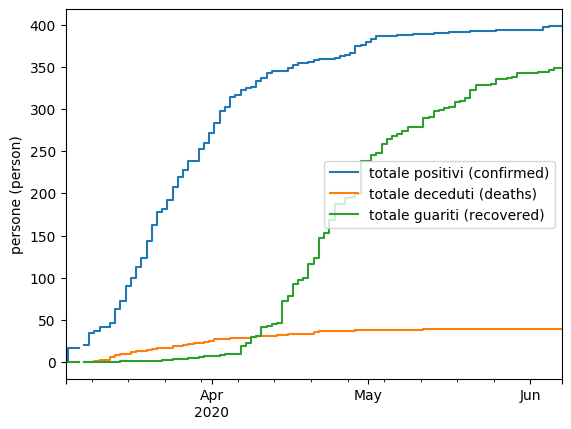 400
350
300
250
200
150
100
50
0
persone (person)
totale positivi (confirmed)
totale deceduti (deaths)
totale guariti (recovered)
Apr
2020
May
Jun